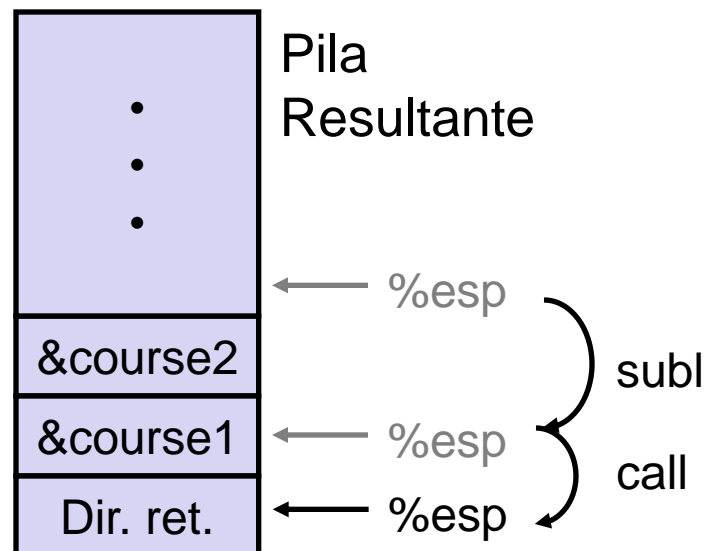 Pila
Resultante
%esp
&course2
subl
&course1
%esp
call
Dir. ret.
%esp